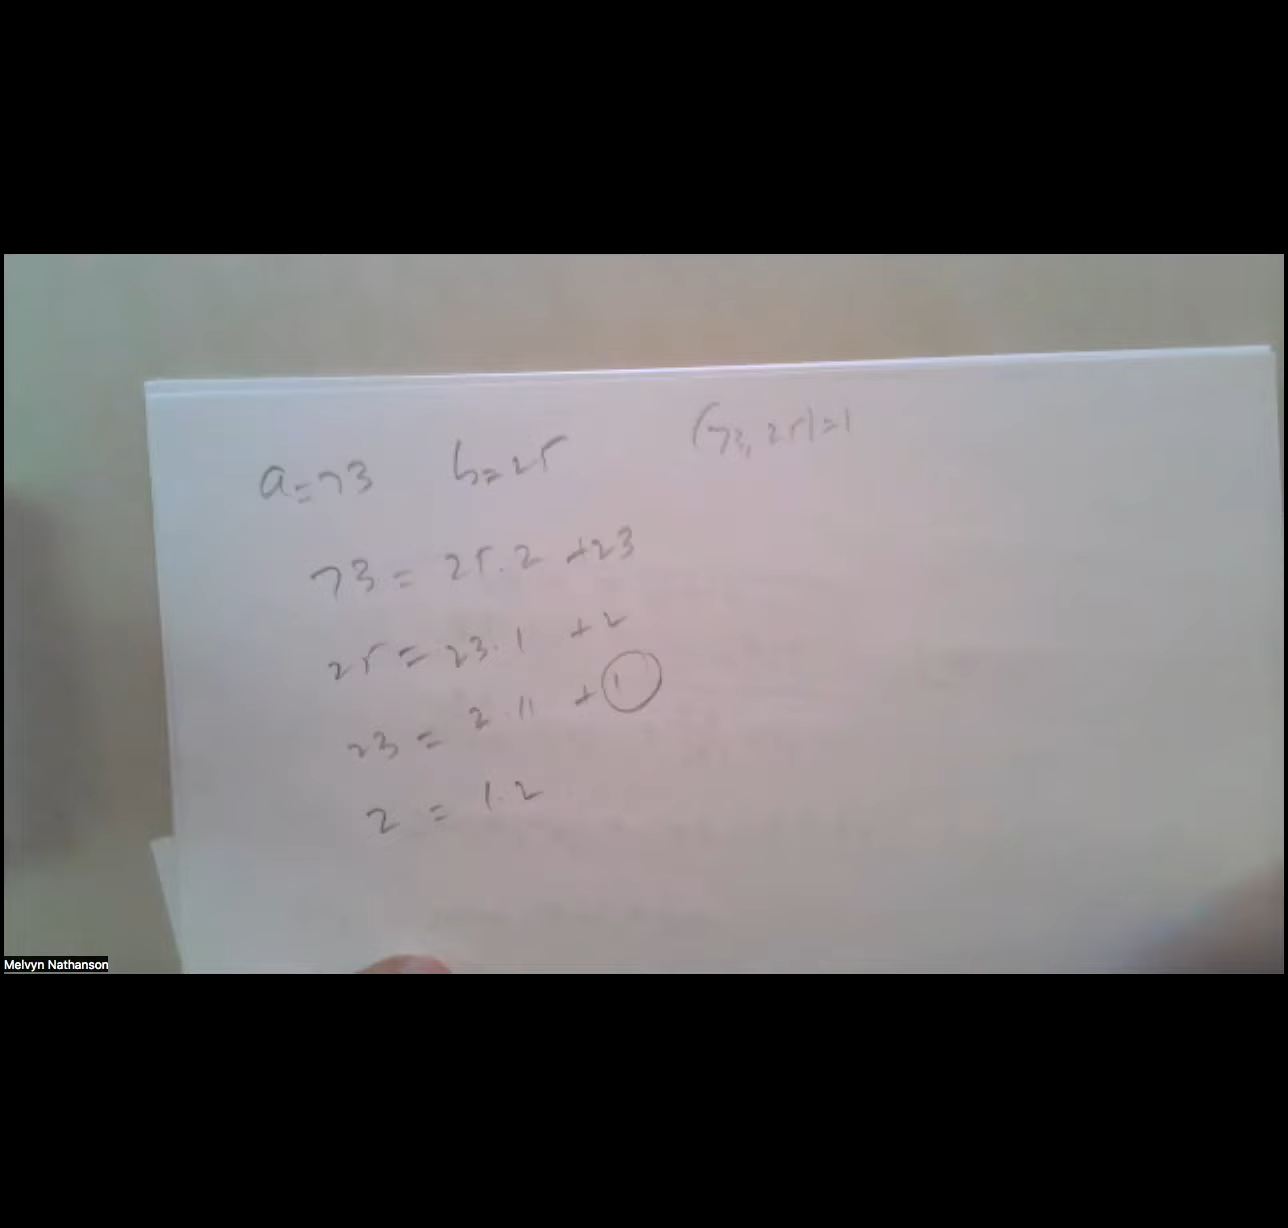 a=73 b=25 (73, 25)=1
73 = 25.2 +23
25 = 23.1 +2
23 = 2.11 +1
2 = 1.2
Melvyn Nathanson